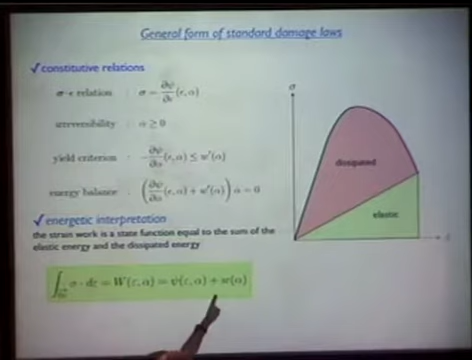 General form of standard damage laws
✓ constitutive relations
σ-ε relation : σ = ∂ψ/∂ε (ε, α)
irreversibility : α̇ ≥ 0
yield criterion : −∂ψ/∂α (ε, α) ≤ w′(α)
energy balance : (∂ψ/∂α (ε, α) + w′(α)) α̇ = 0
✓ energetic interpretation
the strain work is a state function equal to the sum of the
elastic energy and the dissipated energy
σ · dε = W(ε, α) = ψ(ε, α) + w(α)
σ
dissipated
elastic